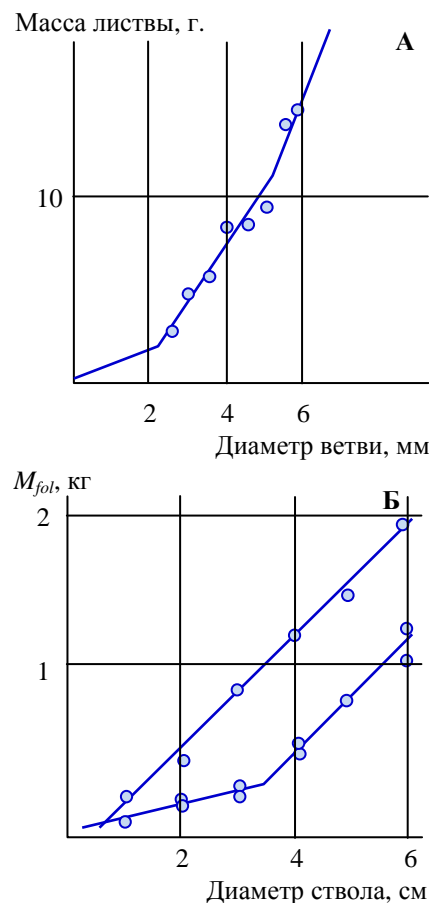 Масса листвы, г.
А
10
2 4 6
Диаметр ветви, мм
M_fol, кг
Б
2
1
2 4 6
Диаметр ствола, см